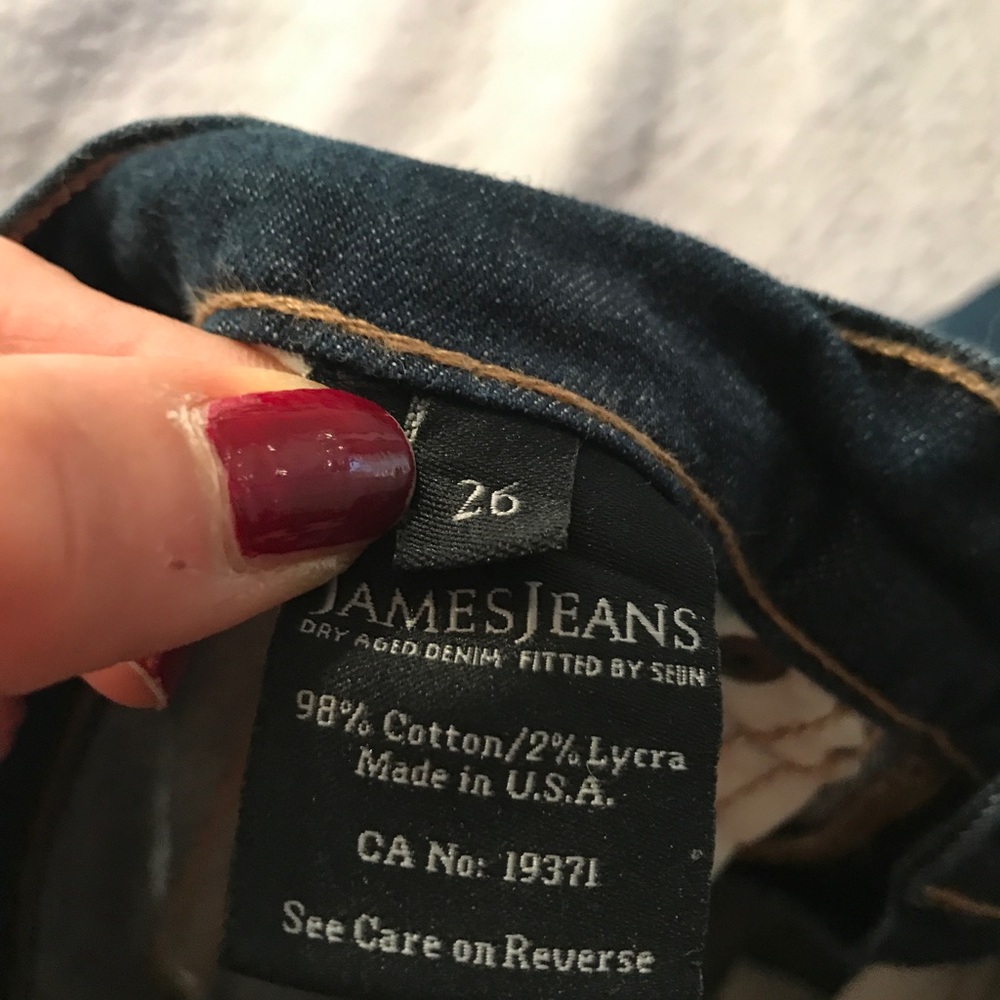 26
JAMES JEANS
DRY AGED DENIM FITTED BY SEUN
98% Cotton/2% Lycra
Made in U.S.A.
CA No: 19371
See Care on Reverse